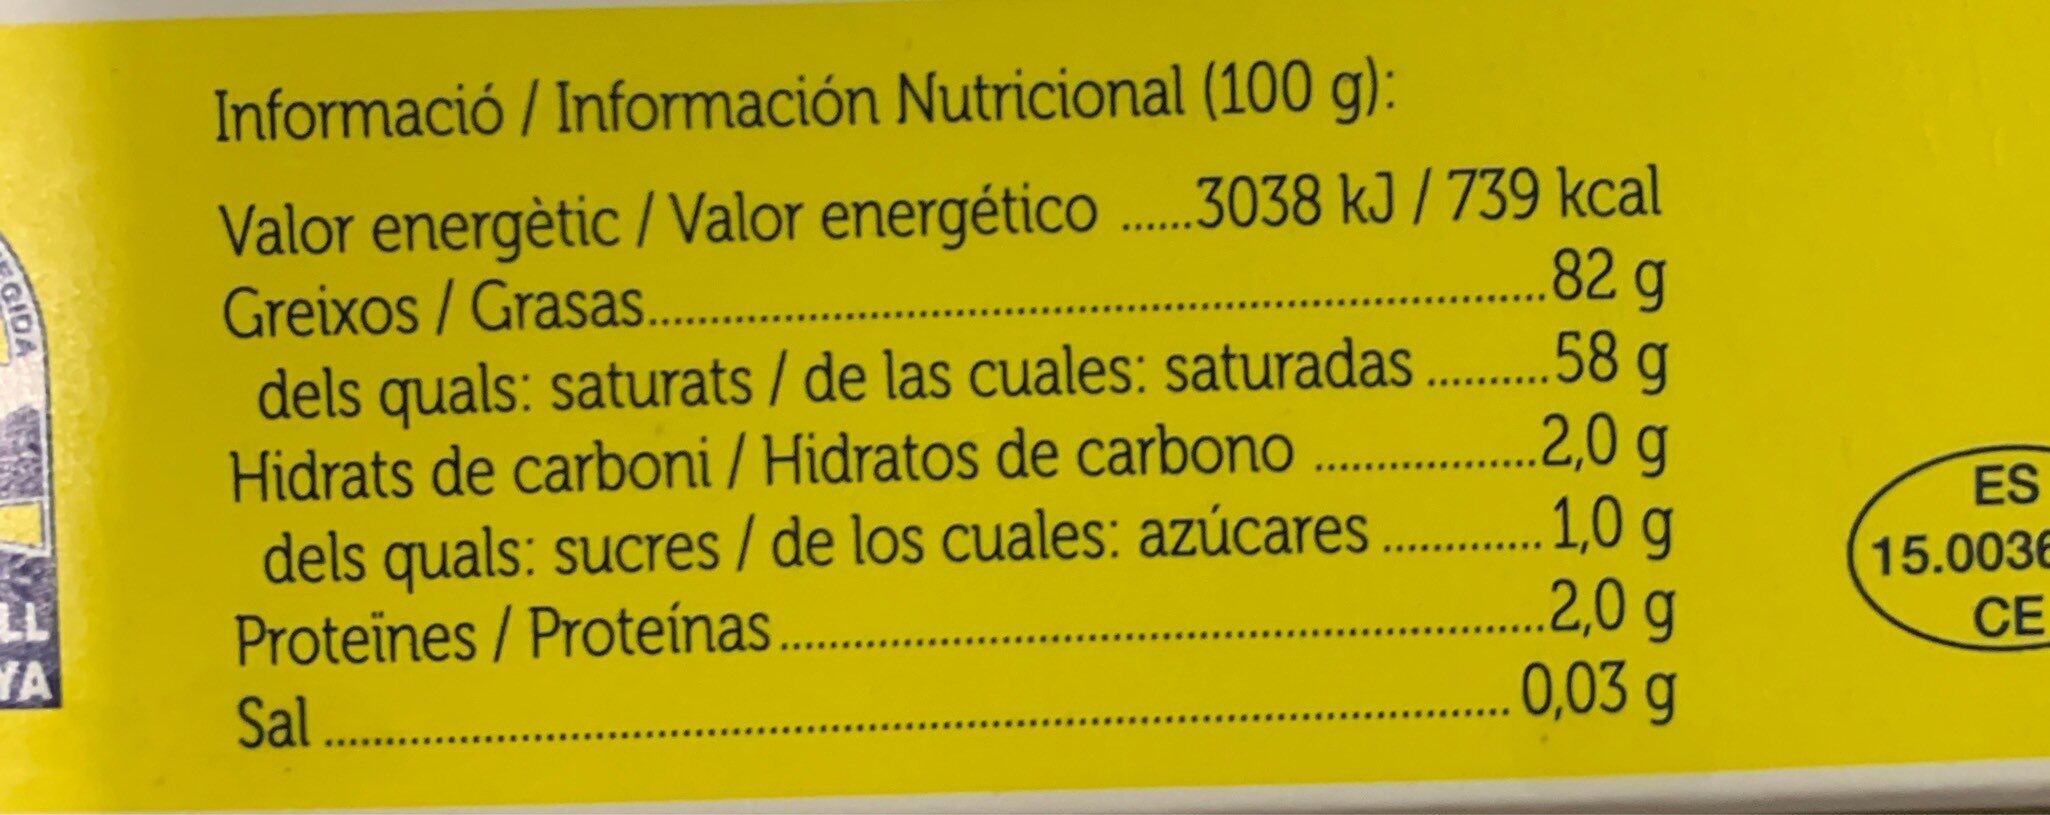 Informació / Información Nutricional (100 g):
Valor energètic / Valor energético ......3038 kJ / 739 kcal
Greixos / Grasas..........................................................82 g
dels quals: saturats / de las cuales: saturadas ..........58 g
Hidrats de carboni / Hidratos de carbono ..................2,0 g
dels quals: sucres / de los cuales: azúcares .............1,0 g
Proteïnes / Proteínas..................................................2,0 g
Sal ............................................................................0,03 g
ES
15.0036
CE